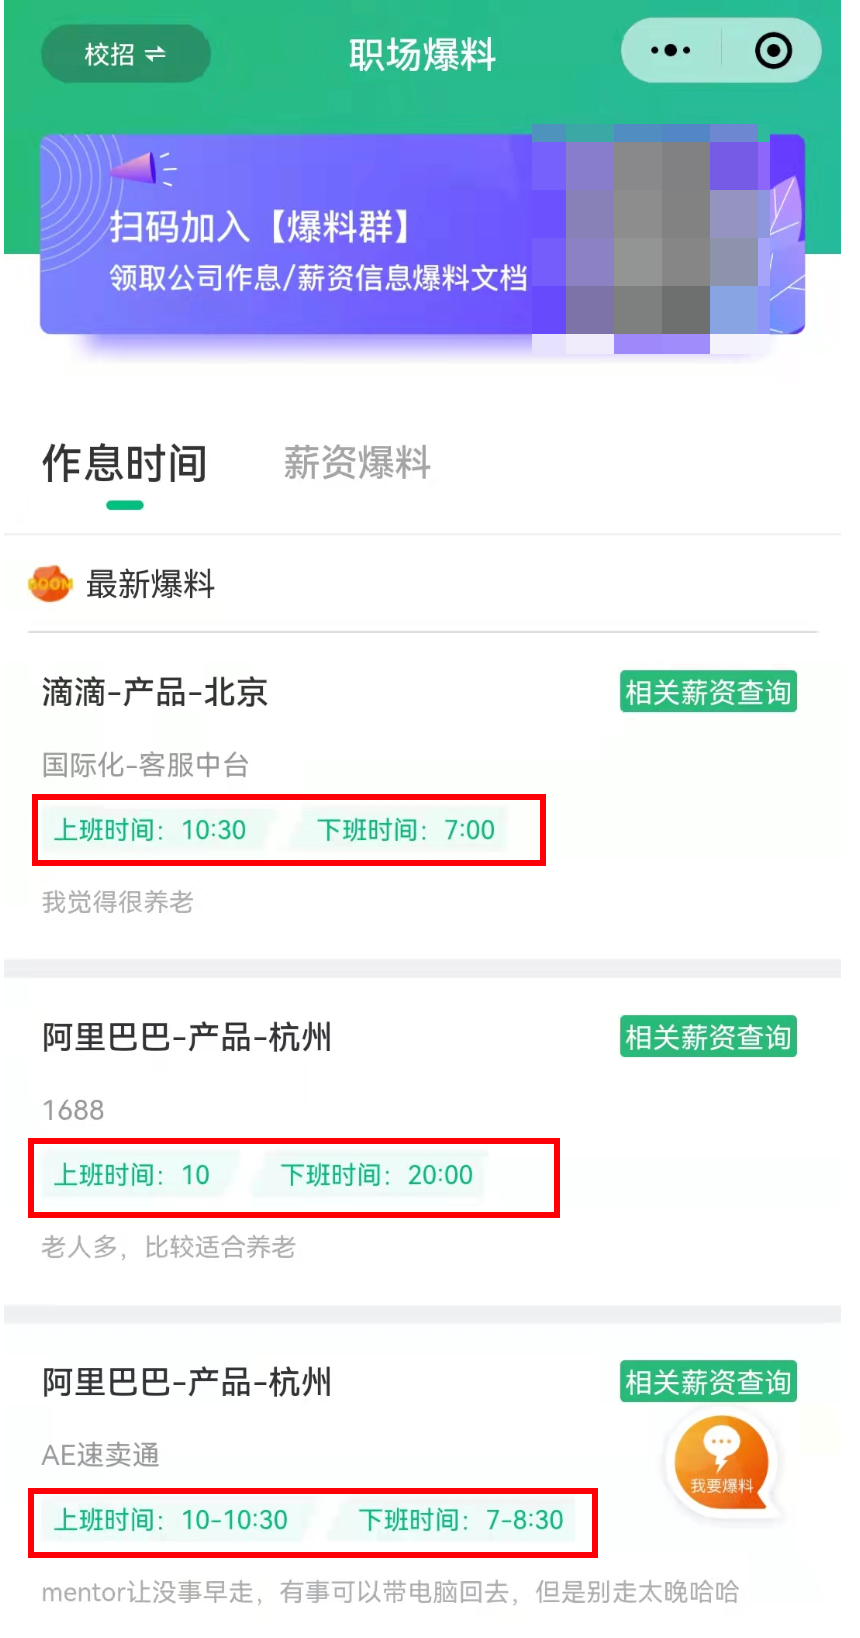 校招 ⇌
职场爆料
扫码加入【爆料群】
领取公司作息/薪资信息爆料文档
作息时间
薪资爆料
BOOM
最新爆料
滴滴-产品-北京
相关薪资查询
国际化-客服中台
上班时间：10:30 下班时间：7:00
我觉得很养老
阿里巴巴-产品-杭州
相关薪资查询
1688
上班时间：10 下班时间：20:00
老人多，比较适合养老
阿里巴巴-产品-杭州
相关薪资查询
AE速卖通
我要爆料
上班时间：10-10:30 下班时间：7-8:30
mentor让没事早走，有事可以带电脑回去，但是别走太晚哈哈